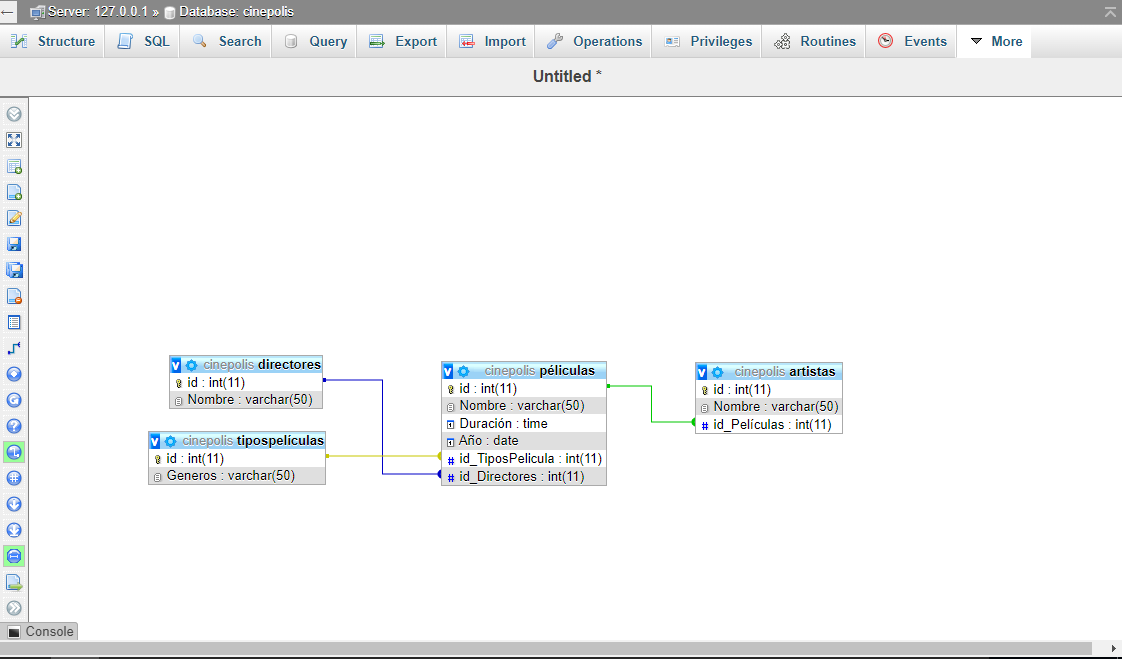 Server: 127.0.0.1 » Database: cinepolis
Structure SQL Search Query Export Import Operations Privileges Routines Events More
Untitled *
cinepolis directores
id : int(11)
Nombre : varchar(50)
cinepolis tipospelículas
id : int(11)
Generos : varchar(50)
cinepolis péliculas
id : int(11)
Nombre : varchar(50)
Duración : time
Año : date
id_TiposPelicula : int(11)
id_Directores : int(11)
cinepolis artistas
id : int(11)
Nombre : varchar(50)
id_Películas : int(11)
Console